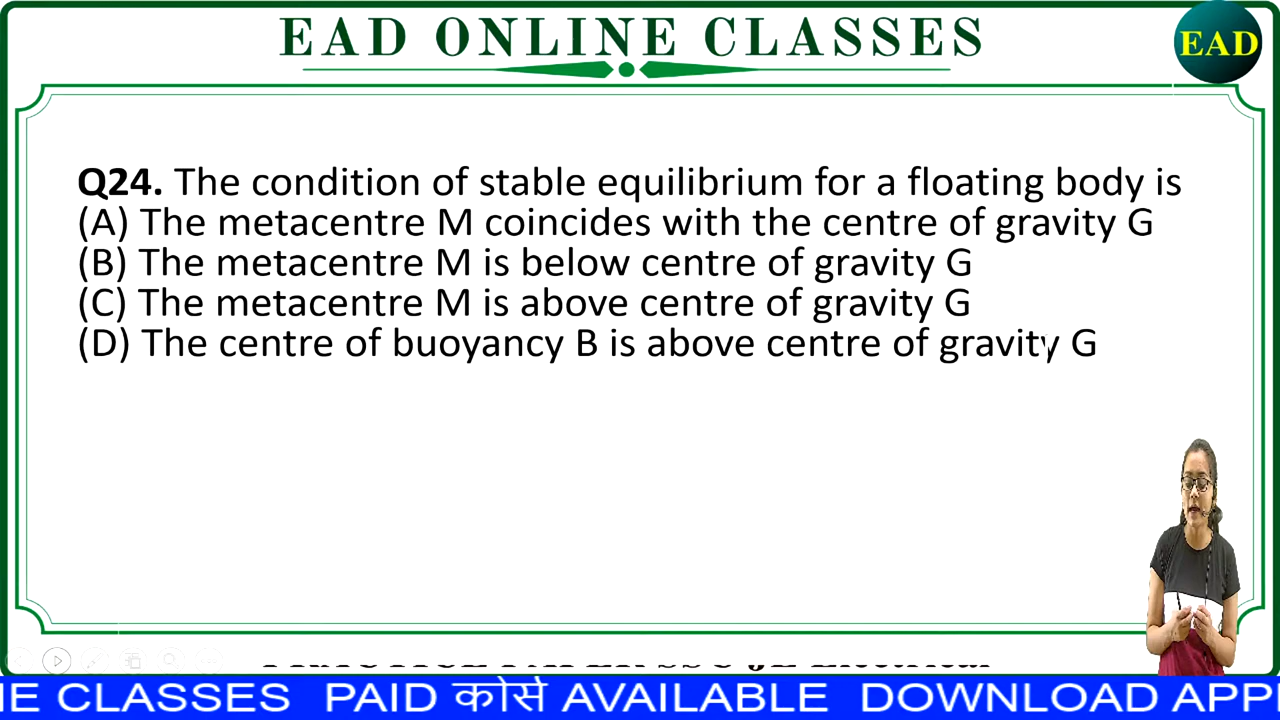 EAD ONLINE CLASSES
EAD
Q24. The condition of stable equilibrium for a floating body is
(A) The metacentre M coincides with the centre of gravity G
(B) The metacentre M is below centre of gravity G
(C) The metacentre M is above centre of gravity G
(D) The centre of buoyancy B is above centre of gravity G
NE CLASSES PAID कोर्स AVAILABLE DOWNLOAD APP